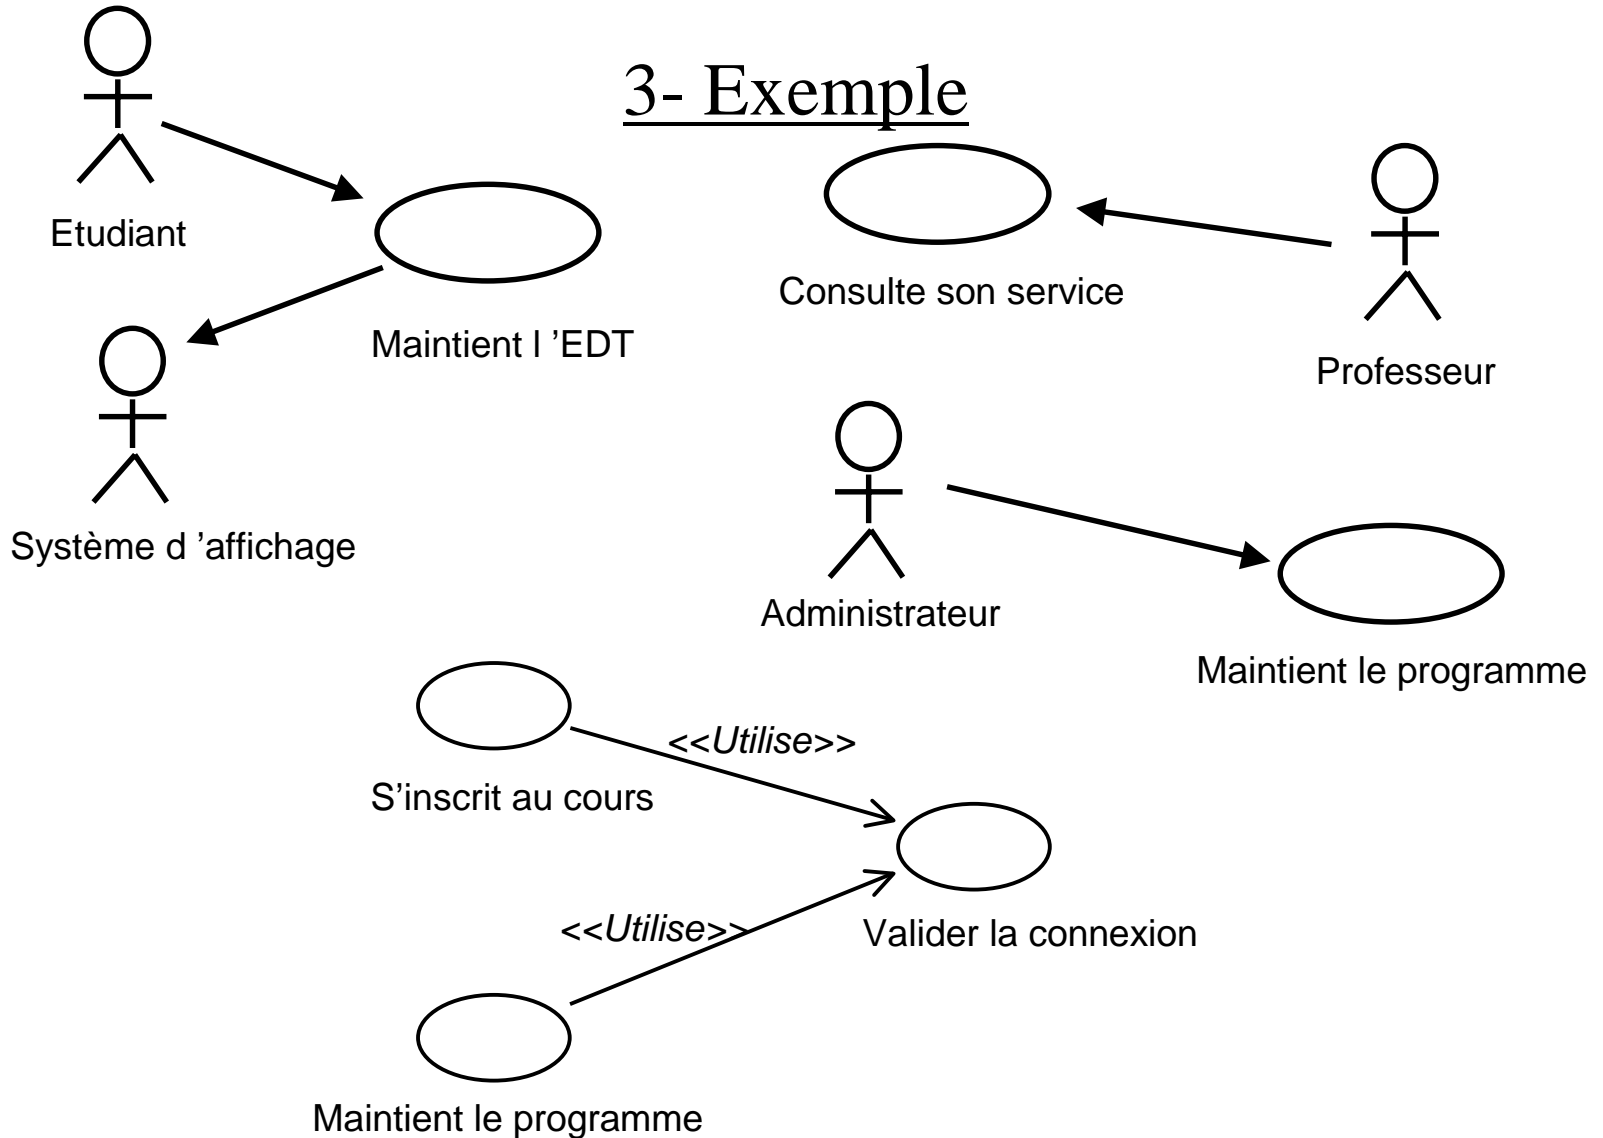 3- Exemple
Etudiant
Consulte son service
Maintient l ’EDT
Professeur
Système d ’affichage
Administrateur
Maintient le programme
<<Utilise>>
S’inscrit au cours
<<Utilise>>
Valider la connexion
Maintient le programme